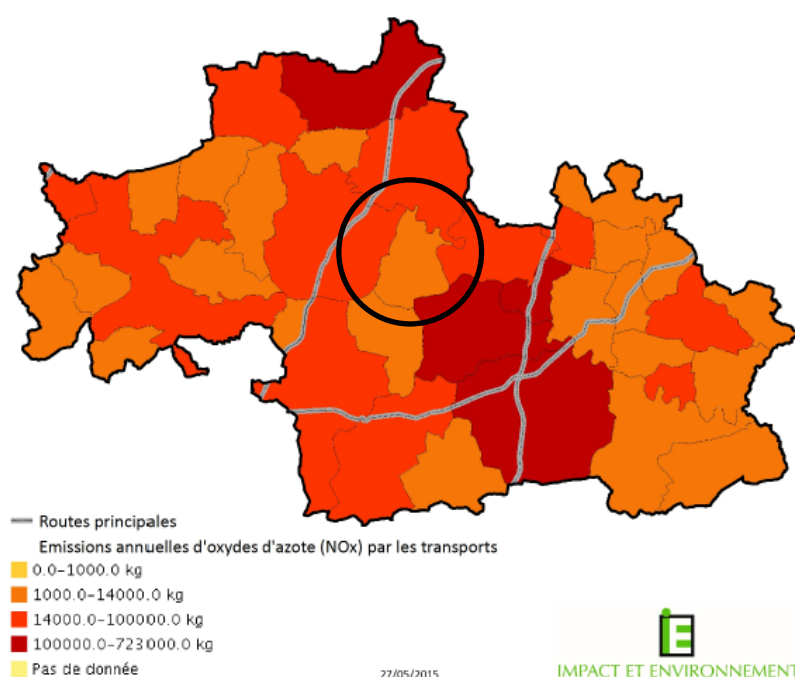 Routes principales
Emissions annuelles d'oxydes d'azote (NOx) par les transports
0.0-1000.0 kg
1000.0-14000.0 kg
14000.0-100000.0 kg
100000.0-723000.0 kg
Pas de donnée
27/05/2015
iE
IMPACT ET ENVIRONNEMENT